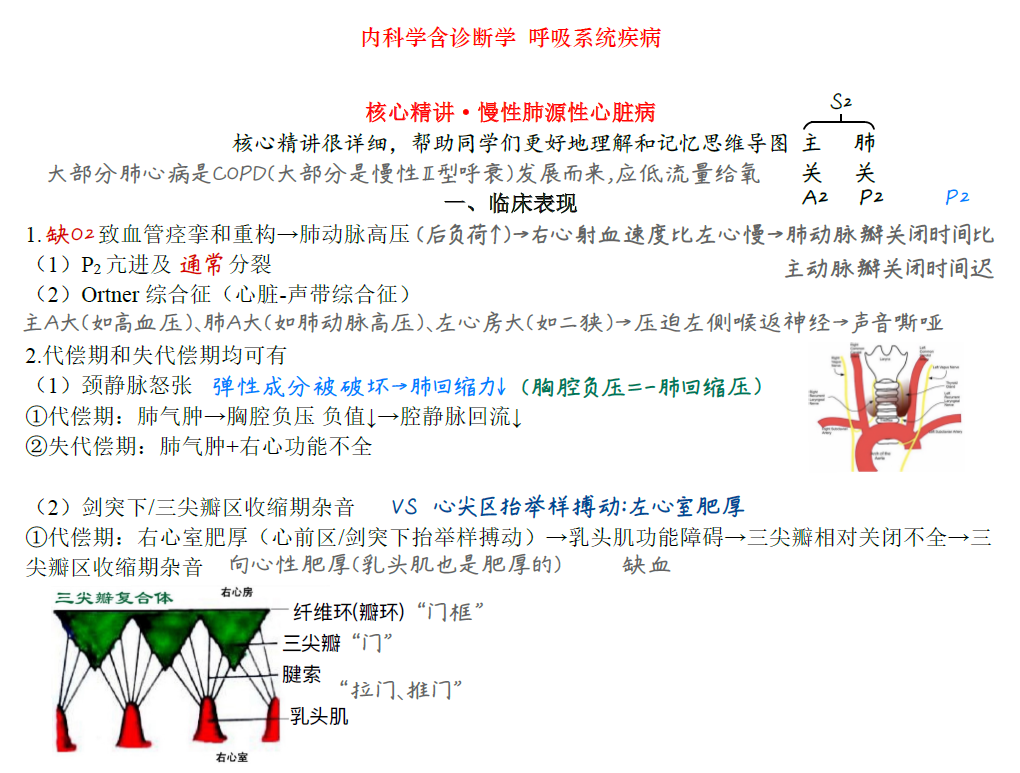 内科学含诊断学 呼吸系统疾病
核心精讲·慢性肺源性心脏病
S2
核心精讲很详细，帮助同学们更好地理解和记忆思维导图
主 肺
大部分肺心病是COPD(大部分是慢性Ⅱ型呼衰)发展而来,应低流量给氧
关 关
A2 P2 P2
一、临床表现
1.缺O2致血管痉挛和重构→肺动脉高压(后负荷↑)→右心射血速度比左心慢→肺动脉瓣关闭时间比
主动脉瓣关闭时间迟
（1）P2 亢进及 通常 分裂
（2）Ortner 综合征（心脏-声带综合征）
主A大(如高血压)、肺A大(如肺动脉高压)、左心房大(如二狭)→压迫左侧喉返神经→声音嘶哑
2.代偿期和失代偿期均可有
（1）颈静脉怒张 弹性成分被破坏→肺回缩力↓（胸腔负压=-肺回缩压）
①代偿期：肺气肿→胸腔负压 负值↓→腔静脉回流↓
②失代偿期：肺气肿+右心功能不全
（2）剑突下/三尖瓣区收缩期杂音 VS 心尖区抬举样搏动:左心室肥厚
①代偿期：右心室肥厚（心前区/剑突下抬举样搏动）→乳头肌功能障碍→三尖瓣相对关闭不全→三
尖瓣区收缩期杂音 向心性肥厚(乳头肌也是肥厚的) 缺血
三尖瓣复合体
右心房
纤维环(瓣环)“门框”
三尖瓣“门”
腱索
“拉门、推门”
乳头肌
右心室